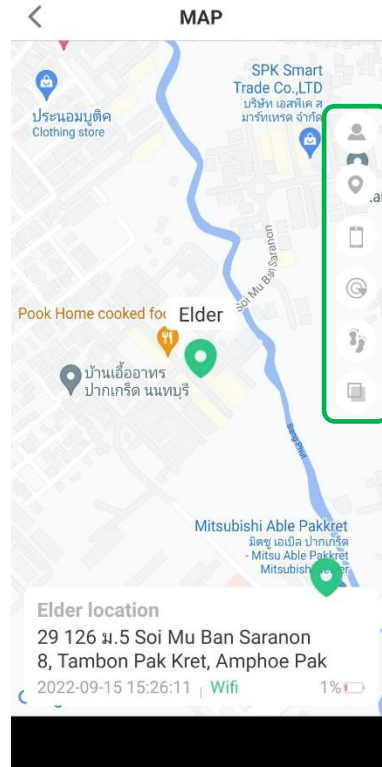 MAP
SPK Smart
Trade Co.,LTD
บริษัท เอสพีเค ส
มาร์ทเทรด จำกัด
ประนอมบูติค
Clothing store
Soi Mu Ban Saranon
Pook Home cooked foo
Elder
บ้านเอื้ออาทร
ปากเกร็ด นนทบุรี
Bang Phut
Mitsubishi Able Pakkret
มิตซู เอเบิล ปากเกร็ด
- Mitsu Able Pakkret
Mitsubishi
Elder location
29 126 ม.5 Soi Mu Ban Saranon
8, Tambon Pak Kret, Amphoe Pak
2022-09-15 15:26:11 | Wifi 1%